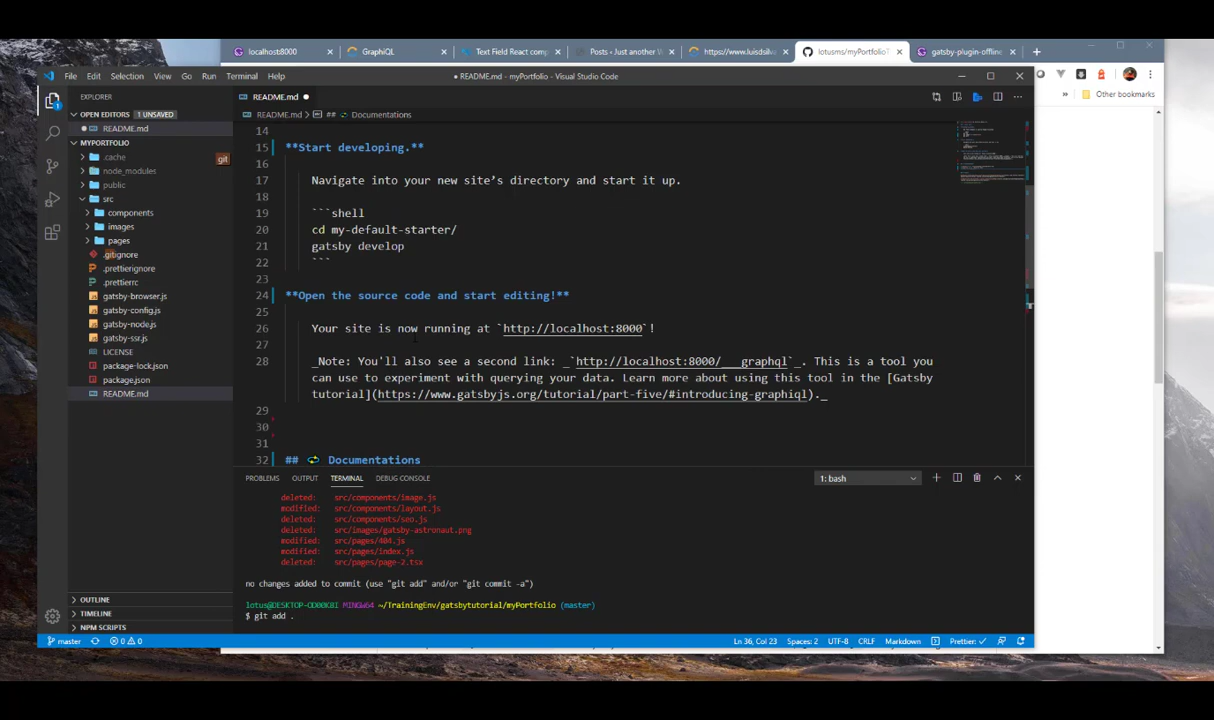 localhost:8000
GraphiQL
Text Field React comp
Posts • Just another W
https://www.luisdsilva
lotusms/myPortfolioT
gatsby-plugin-offline
Other bookmarks
File Edit Selection View Go Run Terminal Help
● README.md - myPortfolio - Visual Studio Code
EXPLORER
OPEN EDITORS 1 UNSAVED
README.md
MYPORTFOLIO
.cache
git
node_modules
public
src
components
images
pages
.gitignore
.prettierignore
.prettierrc
gatsby-browser.js
gatsby-config.js
gatsby-node.js
gatsby-ssr.js
LICENSE
package-lock.json
package.json
README.md
OUTLINE
TIMELINE
NPM SCRIPTS
README.md
README.md > ## Documentations
14
15 **Start developing.**
16
17 Navigate into your new site’s directory and start it up.
18
19 ```shell
20 cd my-default-starter/
21 gatsby develop
22 ```
23
24 **Open the source code and start editing!**
25
26 Your site is now running at `http://localhost:8000`!
27
28 _Note: You'll also see a second link: _`http://localhost:8000/___graphql`_. This is a tool you
can use to experiment with querying your data. Learn more about using this tool in the [Gatsby
tutorial](https://www.gatsbyjs.org/tutorial/part-five/#introducing-graphiql)._
29
30
31
32 ## Documentations
PROBLEMS OUTPUT TERMINAL DEBUG CONSOLE
1: bash
deleted: src/components/image.js
modified: src/components/layout.js
deleted: src/components/seo.js
deleted: src/images/gatsby-astronaut.png
modified: src/pages/404.js
modified: src/pages/index.js
deleted: src/pages/page-2.tsx
no changes added to commit (use "git add" and/or "git commit -a")
lotus@DESKTOP-OD00K8I MINGW64 ~/TrainingEnv/gatsbytutorial/myPortfolio (master)
$ git add .
master
0 0
Ln 36, Col 23 Spaces: 2 UTF-8 CRLF Markdown Prettier: ✓